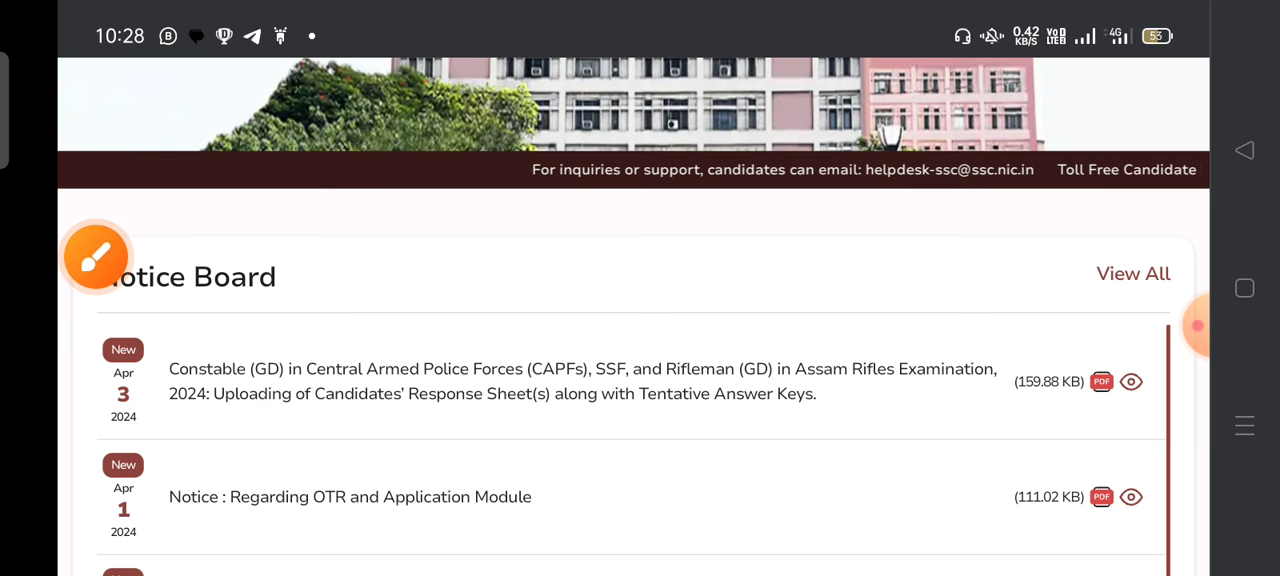 10:28 0.42 KB/S VoD LTE 4G 53
For inquiries or support, candidates can email: helpdesk-ssc@ssc.nic.in Toll Free Candidate
otice Board View All
New
Apr
3
2024
Constable (GD) in Central Armed Police Forces (CAPFs), SSF, and Rifleman (GD) in Assam Rifles Examination,
2024: Uploading of Candidates’ Response Sheet(s) along with Tentative Answer Keys.
(159.88 KB) PDF
New
Apr
1
2024
Notice : Regarding OTR and Application Module
(111.02 KB) PDF